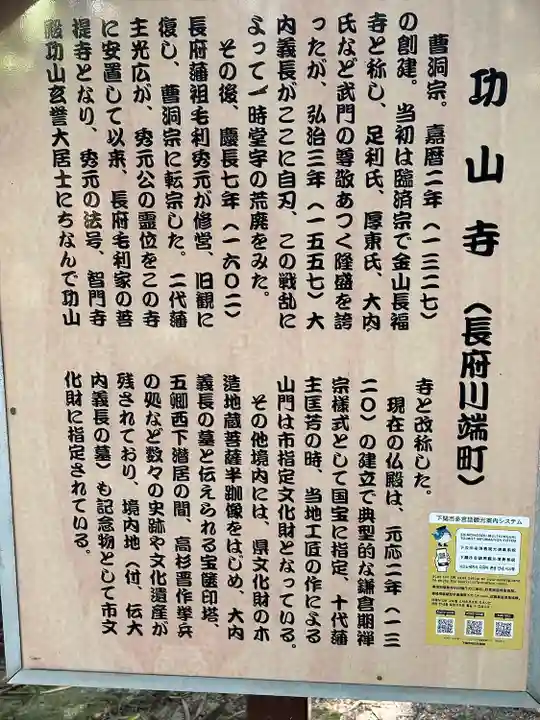 功山寺（長府川端町）
曹洞宗。嘉暦二年（一三二七）
の創建。当初は臨済宗で金山長福
寺と称し、足利氏、厚東氏、大内
氏など武門の尊敬あつく隆盛を誇
ったが、弘治三年（一五五七）大
内義長がここに自刃、この戦乱に
よって一時堂宇の荒廃をみた。
その後、慶長七年（一六〇二）
長府藩祖毛利秀元が修営、旧観に
復し、曹洞宗に転宗した。二代藩
主光広が、秀元公の霊位をこの寺
に安置して以来、長府毛利家の菩
提寺となり、秀元の法号、智門寺
殿功山玄誉大居士にちなんで功山
寺と改称した。
現在の仏殿は、元応二年（一三
二〇）の建立で典型的な鎌倉期禅
宗様式として国宝に指定、十代藩
主匡芳の時、当地工匠の作による
山門は市指定文化財となっている。
その他境内には、県文化財の木
造地蔵菩薩半跏像をはじめ、大内
義長の墓と伝えられる宝篋印塔、
五卿西下潜居の間、高杉晋作挙兵
の処など数々の史跡や文化遺産が
残されており、境内地（付、伝大
内義長の墓）も記念物として市文
化財に指定されている。
下関市多言語観光案内システム